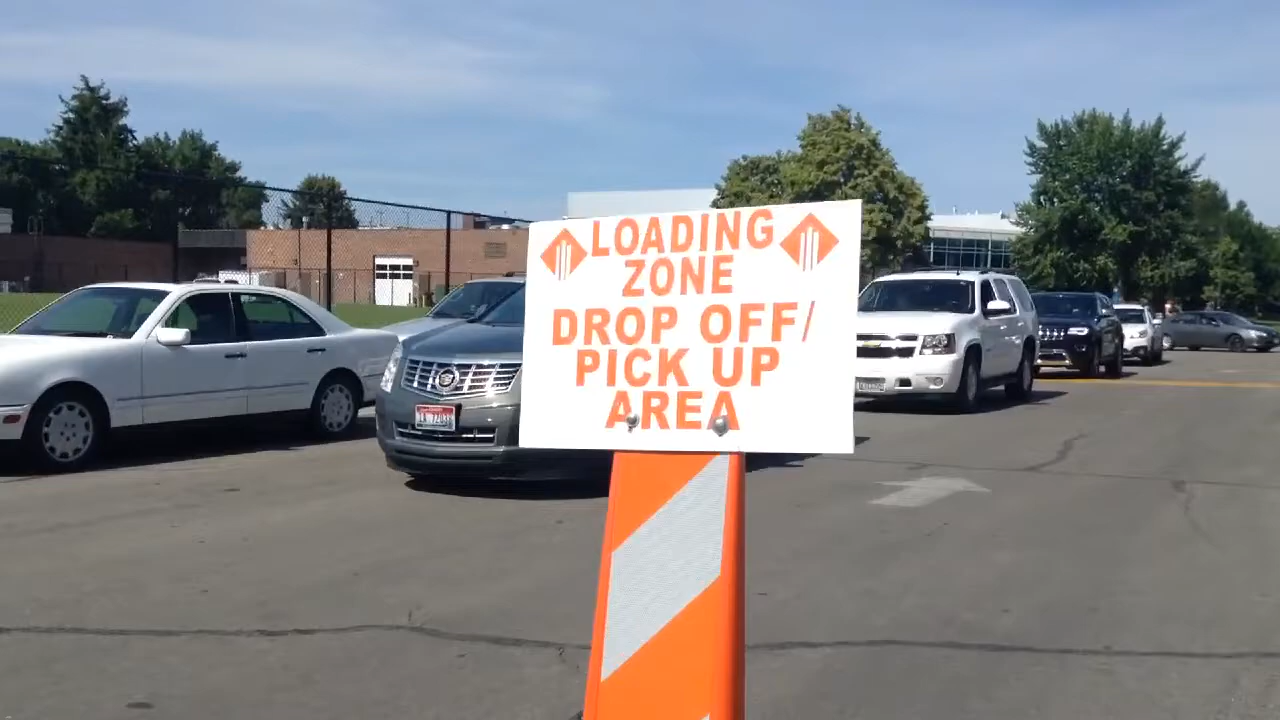 LOADING
ZONE
DROP OFF/
PICK UP
AREA